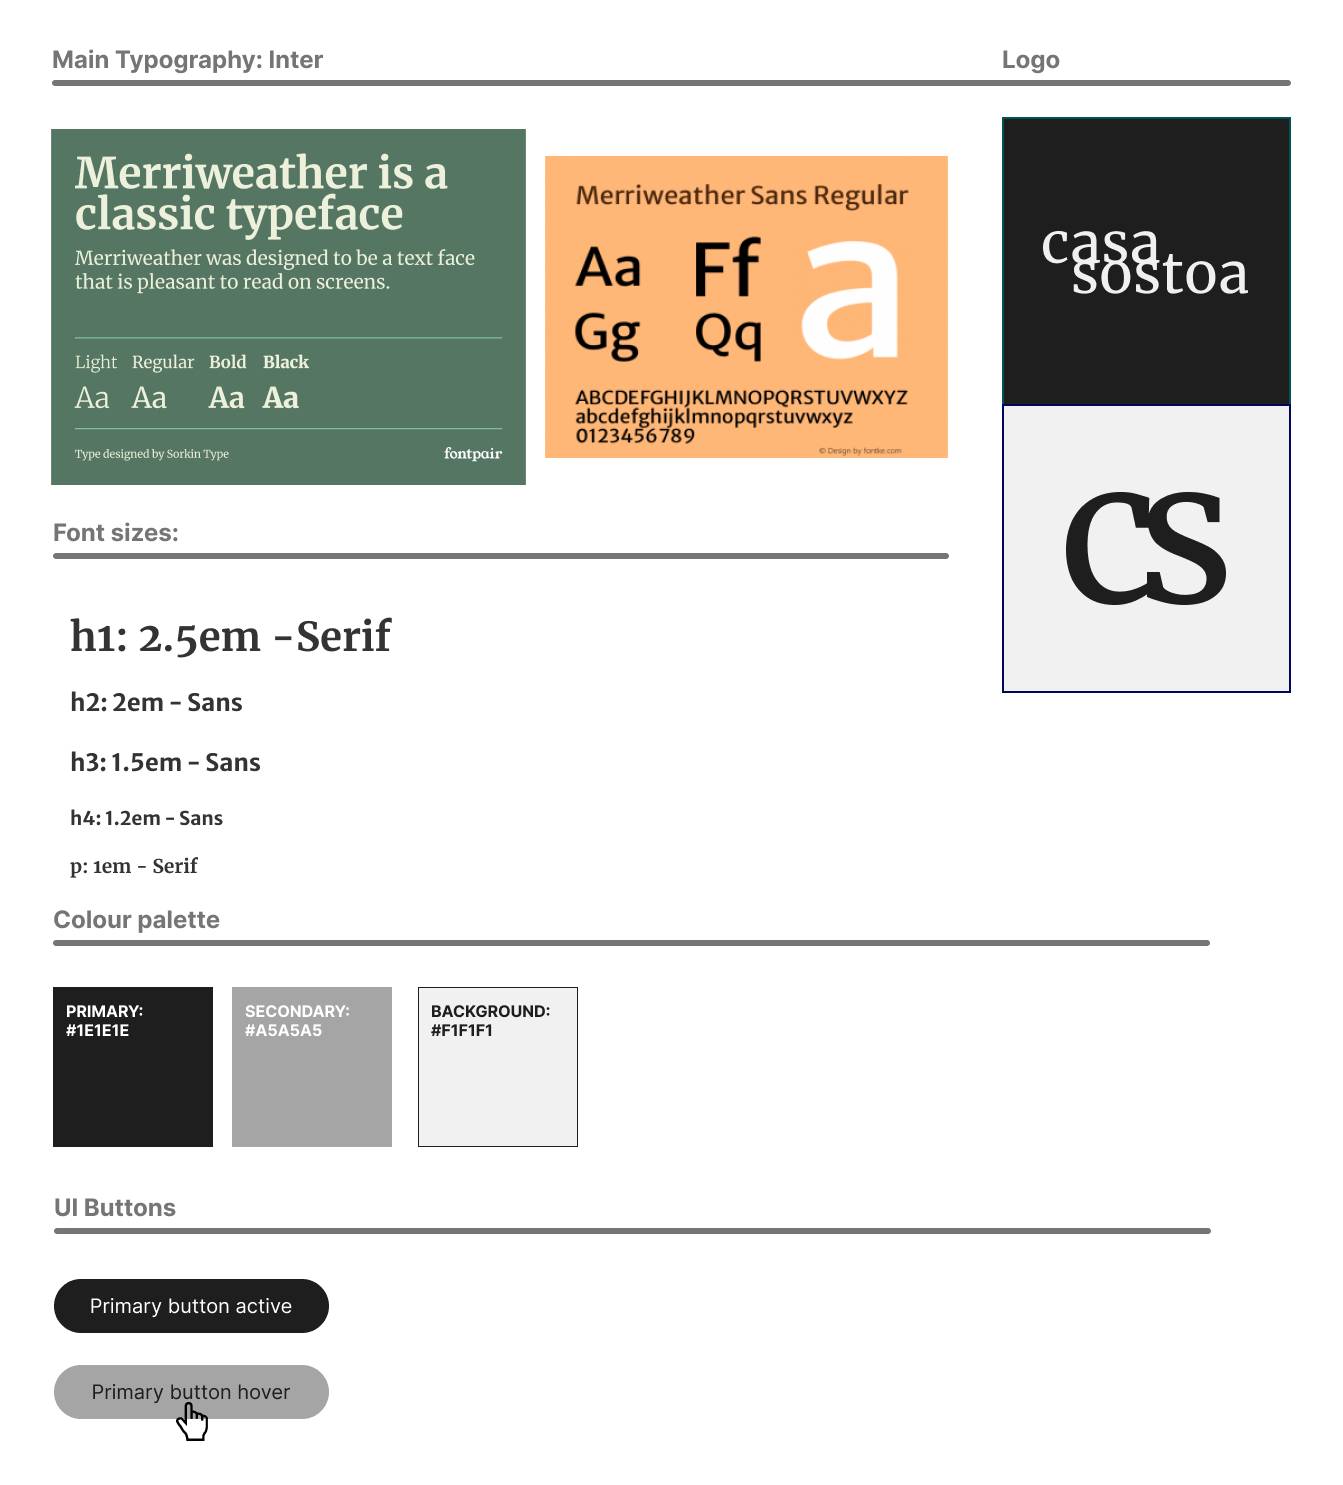 Main Typography: Inter
Logo
Merriweather is a
classic typeface
Merriweather was designed to be a text face
that is pleasant to read on screens.
Light Regular Bold Black
Aa Aa Aa Aa
Type designed by Sorkin Type
fontpair
Merriweather Sans Regular
Aa Ff
Gg Qq
a
ABCDEFGHIJKLMNOPQRSTUVWXYZ
abcdefghijklmnopqrstuvwxyz
0123456789
© Design by fontke.com
casa
sostoa
cs
Font sizes:
h1: 2.5em -Serif
h2: 2em - Sans
h3: 1.5em - Sans
h4: 1.2em - Sans
p: 1em - Serif
Colour palette
PRIMARY:
#1E1E1E
SECONDARY:
#A5A5A5
BACKGROUND:
#F1F1F1
UI Buttons
Primary button active
Primary button hover